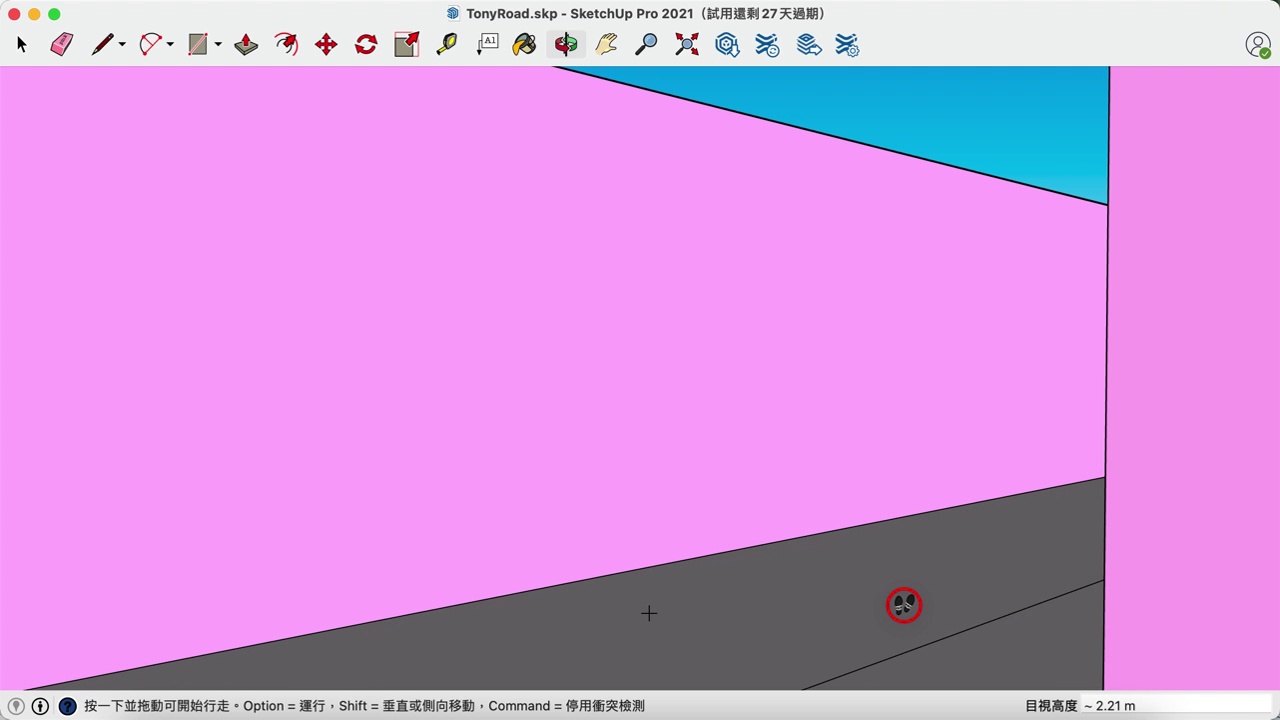 TonyRoad.skp - SketchUp Pro 2021（試用還剩 27 天過期）
A1
按一下並拖動可開始行走。Option = 運行，Shift = 垂直或側向移動，Command = 停用衝突檢測
目視高度 ~ 2.21 m